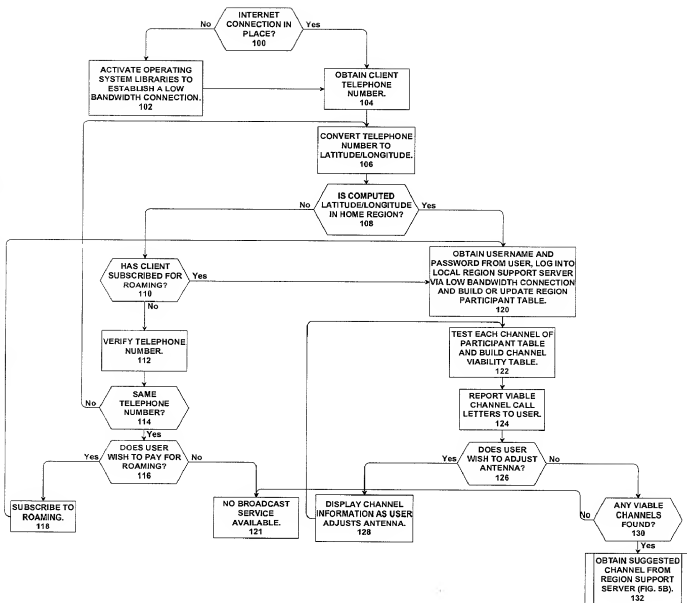 INTERNET
CONNECTION IN
PLACE?
100
No
Yes
ACTIVATE OPERATING
SYSTEM LIBRARIES TO
ESTABLISH A LOW
BANDWIDTH CONNECTION.
102
OBTAIN CLIENT
TELEPHONE
NUMBER.
104
CONVERT TELEPHONE
NUMBER TO
LATITUDE/LONGITUDE.
106
IS COMPUTED
LATITUDE/LONGITUDE
IN HOME REGION?
108
No
Yes
HAS CLIENT
SUBSCRIBED FOR
ROAMING?
110
Yes
No
OBTAIN USERNAME AND
PASSWORD FROM USER, LOG INTO
LOCAL REGION SUPPORT SERVER
VIA LOW BANDWIDTH CONNECTION
AND BUILD OR UPDATE REGION
PARTICIPANT TABLE.
120
VERIFY TELEPHONE
NUMBER.
112
TEST EACH CHANNEL OF
PARTICIPANT TABLE
AND BUILD CHANNEL
VIABILITY TABLE.
122
SAME
TELEPHONE
NUMBER?
114
No
Yes
REPORT VIABLE
CHANNEL CALL
LETTERS TO USER.
124
DOES USER
WISH TO PAY FOR
ROAMING?
116
Yes
No
DOES USER
WISH TO ADJUST
ANTENNA?
126
Yes
No
SUBSCRIBE TO
ROAMING.
118
NO BROADCAST
SERVICE
AVAILABLE.
121
DISPLAY CHANNEL
INFORMATION AS USER
ADJUSTS ANTENNA.
128
ANY VIABLE
CHANNELS
FOUND?
130
No
Yes
OBTAIN SUGGESTED
CHANNEL FROM
REGION SUPPORT
SERVER (FIG. 5B).
132